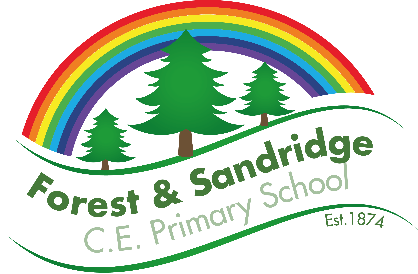 Forest & Sandridge
C.E. Primary School
Est.1874